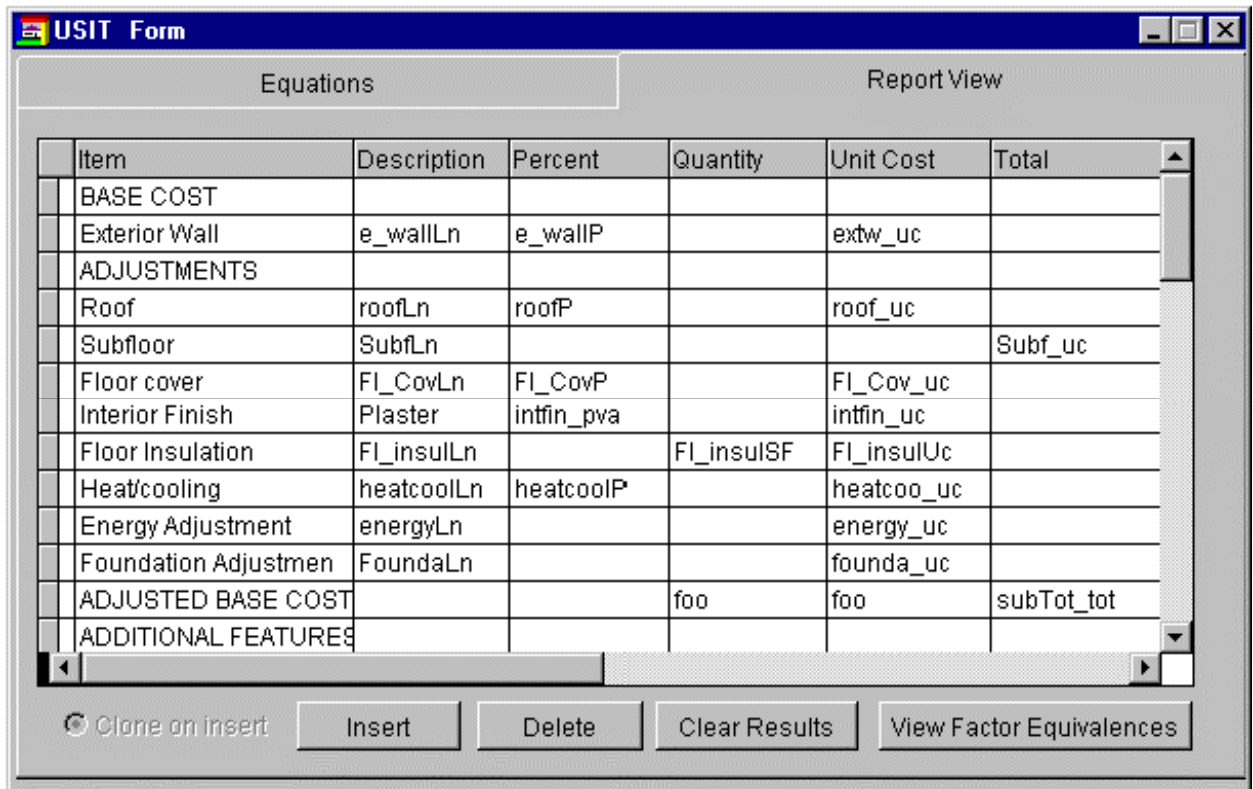 USIT Form
Equations Report View
Item Description Percent Quantity Unit Cost Total
BASE COST
Exterior Wall e_wallLn e_wallP extw_uc
ADJUSTMENTS
Roof roofLn roofP roof_uc
Subfloor SubfLn Subf_uc
Floor cover Fl_CovLn Fl_CovP Fl_Cov_uc
Interior Finish Plaster intfin_pva intfin_uc
Floor Insulation Fl_insulLn Fl_insulSF Fl_insulUc
Heat/cooling heatcoolLn heatcoolP heatcoo_uc
Energy Adjustment energyLn energy_uc
Foundation Adjustmen FoundaLn founda_uc
ADJUSTED BASE COST foo foo subTot_tot
ADDITIONAL FEATURES
Clone on insert Insert Delete Clear Results View Factor Equivalences